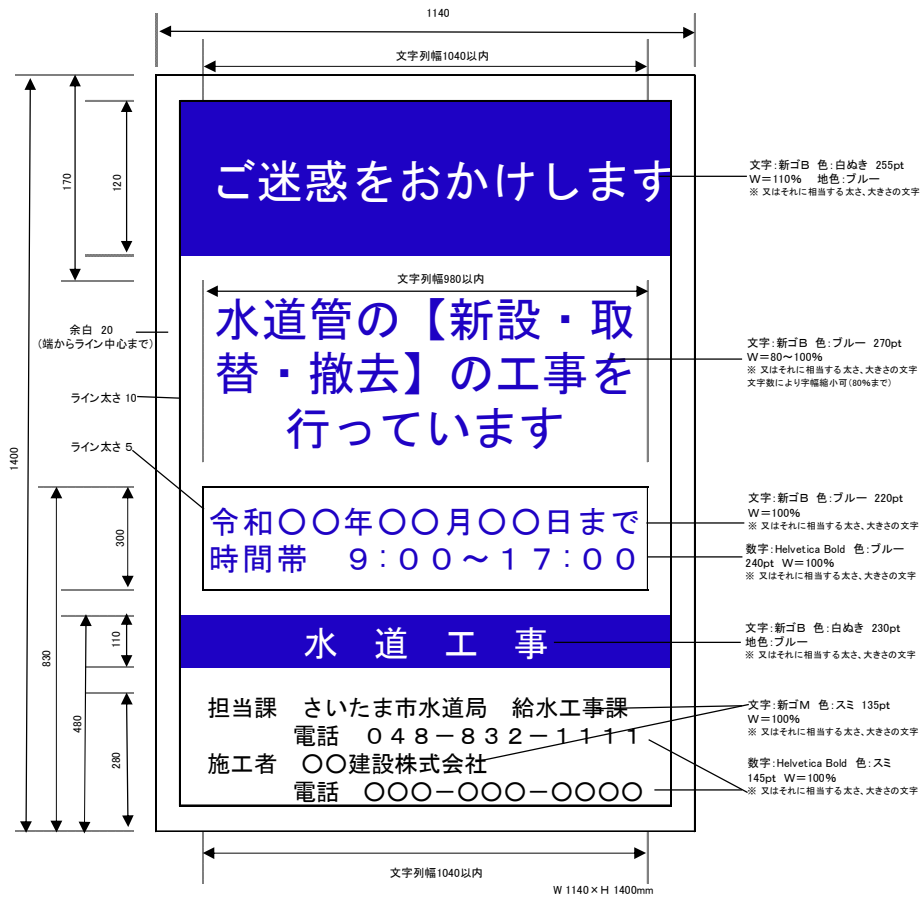 1140
文字列幅1040以内
ご迷惑をおかけします
文字:新ゴB 色:白ぬき 255pt
W=110% 地色:ブルー
※ 又はそれに相当する太さ、大きさの文字
170
120
文字列幅980以内
水道管の【新設・取
替・撤去】の工事を
行っています
余白 20
(端からライン中心まで)
文字:新ゴB 色:ブルー 270pt
W=80~100%
※ 又はそれに相当する太さ、大きさの文字
文字数により字幅縮小可(80%まで)
ライン太さ 10
ライン太さ 5
1400
令和〇〇年〇〇月〇〇日まで
時間帯 9:00~17:00
文字:新ゴB 色:ブルー 220pt
W=100%
※ 又はそれに相当する太さ、大きさの文字
数字:Helvetica Bold 色:ブルー
240pt W=100%
※ 又はそれに相当する太さ、大きさの文字
300
830
110
480
280
水 道 工 事
文字:新ゴB 色:白ぬき 230pt
地色:ブルー
※ 又はそれに相当する太さ、大きさの文字
担当課 さいたま市水道局 給水工事課
電話 048-832-1111
施工者 〇〇建設株式会社
電話 〇〇〇-〇〇〇-〇〇〇〇
文字:新ゴM 色:スミ 135pt
W=100%
※ 又はそれに相当する太さ、大きさの文字
数字:Helvetica Bold 色:スミ
145pt W=100%
※ 又はそれに相当する太さ、大きさの文字
文字列幅1040以内
W 1140×H 1400mm